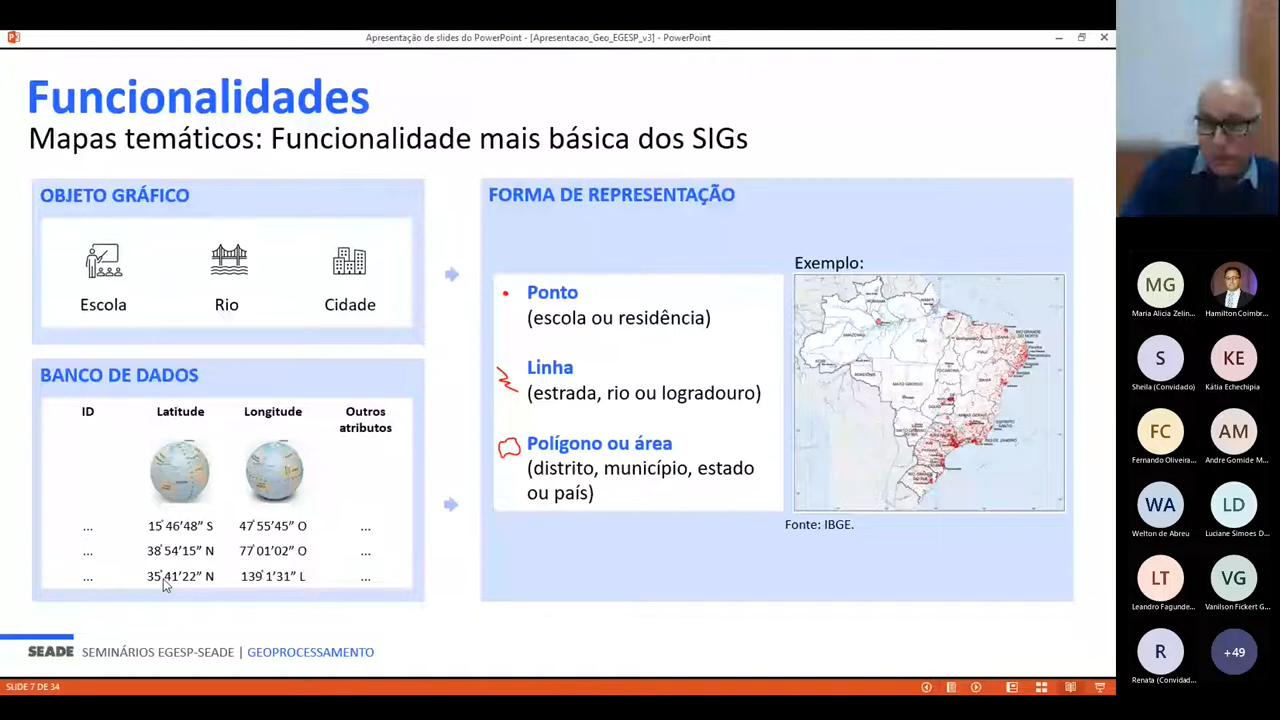 Apresentação de slides do PowerPoint - [Apresentacao_Geo_EGESP_v3] - PowerPoint
Funcionalidades
Mapas temáticos: Funcionalidade mais básica dos SIGs
OBJETO GRÁFICO
Escola
Rio
Cidade
BANCO DE DADOS
ID
Latitude
Longitude
Outros
atributos
... 15°46'48” S 47°55'45” O ...
... 38°54'15” N 77°01'02” O ...
... 35°41'22” N 139°1'31” L ...
FORMA DE REPRESENTAÇÃO
Ponto
(escola ou residência)
Linha
(estrada, rio ou logradouro)
Polígono ou área
(distrito, município, estado
ou país)
Exemplo:
Fonte: IBGE.
SEADE SEMINÁRIOS EGESP-SEADE | GEOPROCESSAMENTO
SLIDE 7 DE 34
MG
Maria Alicia Zelin...
Hamilton Coimbr...
S
Sheila (Convidado)
KE
Kátia Echechipia
FC
Fernando Oliveira...
AM
Andre Gomide M...
WA
Welton de Abreu
LD
Luciane Simoes D...
LT
Leandro Fagunde...
VG
Vanilson Fickert G...
R
Renata (Convidad...
+49